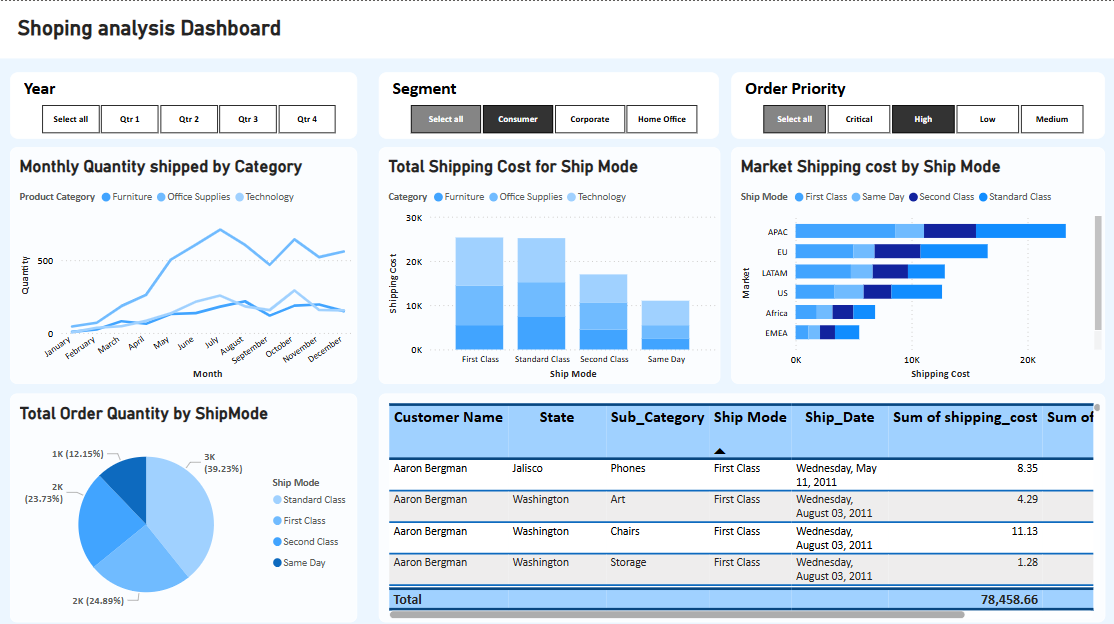 Shoping analysis Dashboard
Year
Select all Qtr 1 Qtr 2 Qtr 3 Qtr 4
Segment
Select all Consumer Corporate Home Office
Order Priority
Select all Critical High Low Medium
Monthly Quantity shipped by Category
Product Category Furniture Office Supplies Technology
Quantity
500
0
January February March April May June July August September October November December
Month
Total Shipping Cost for Ship Mode
Category Furniture Office Supplies Technology
Shipping Cost
30K
20K
10K
0K
First Class Standard Class Second Class Same Day
Ship Mode
Market Shipping cost by Ship Mode
Ship Mode First Class Same Day Second Class Standard Class
Market
APAC
EU
LATAM
US
Africa
EMEA
0K 10K 20K
Shipping Cost
Total Order Quantity by ShipMode
1K (12.15%)
3K
(39.23%)
2K
(23.73%)
2K (24.89%)
Ship Mode
Standard Class
First Class
Second Class
Same Day
Customer Name State Sub_Category Ship Mode Ship_Date Sum of shipping_cost Sum of
Aaron Bergman Jalisco Phones First Class Wednesday, May 8.35
11, 2011
Aaron Bergman Washington Art First Class Wednesday, 4.29
August 03, 2011
Aaron Bergman Washington Chairs First Class Wednesday, 11.13
August 03, 2011
Aaron Bergman Washington Storage First Class Wednesday, 1.28
August 03, 2011
Total 78,458.66